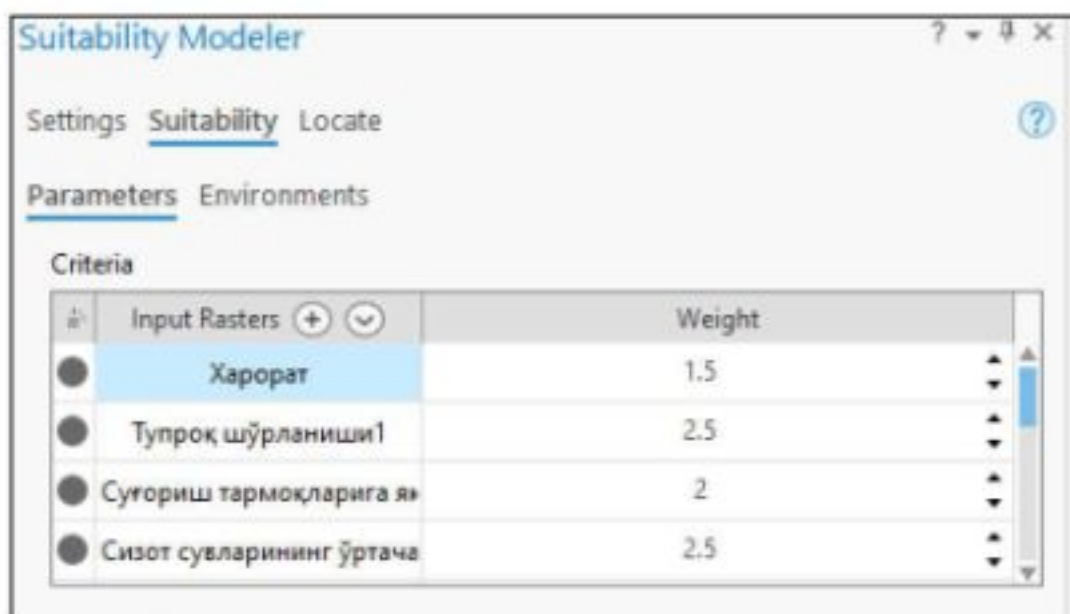 Suitability Modeler
Settings Suitability Locate
Parameters Environments
Criteria
Input Rasters Weight
Харорат 1.5
Тупроқ шўрланиши1 2.5
Суғориш тармоқларига як 2
Сизот сувларининг ўртача 2.5